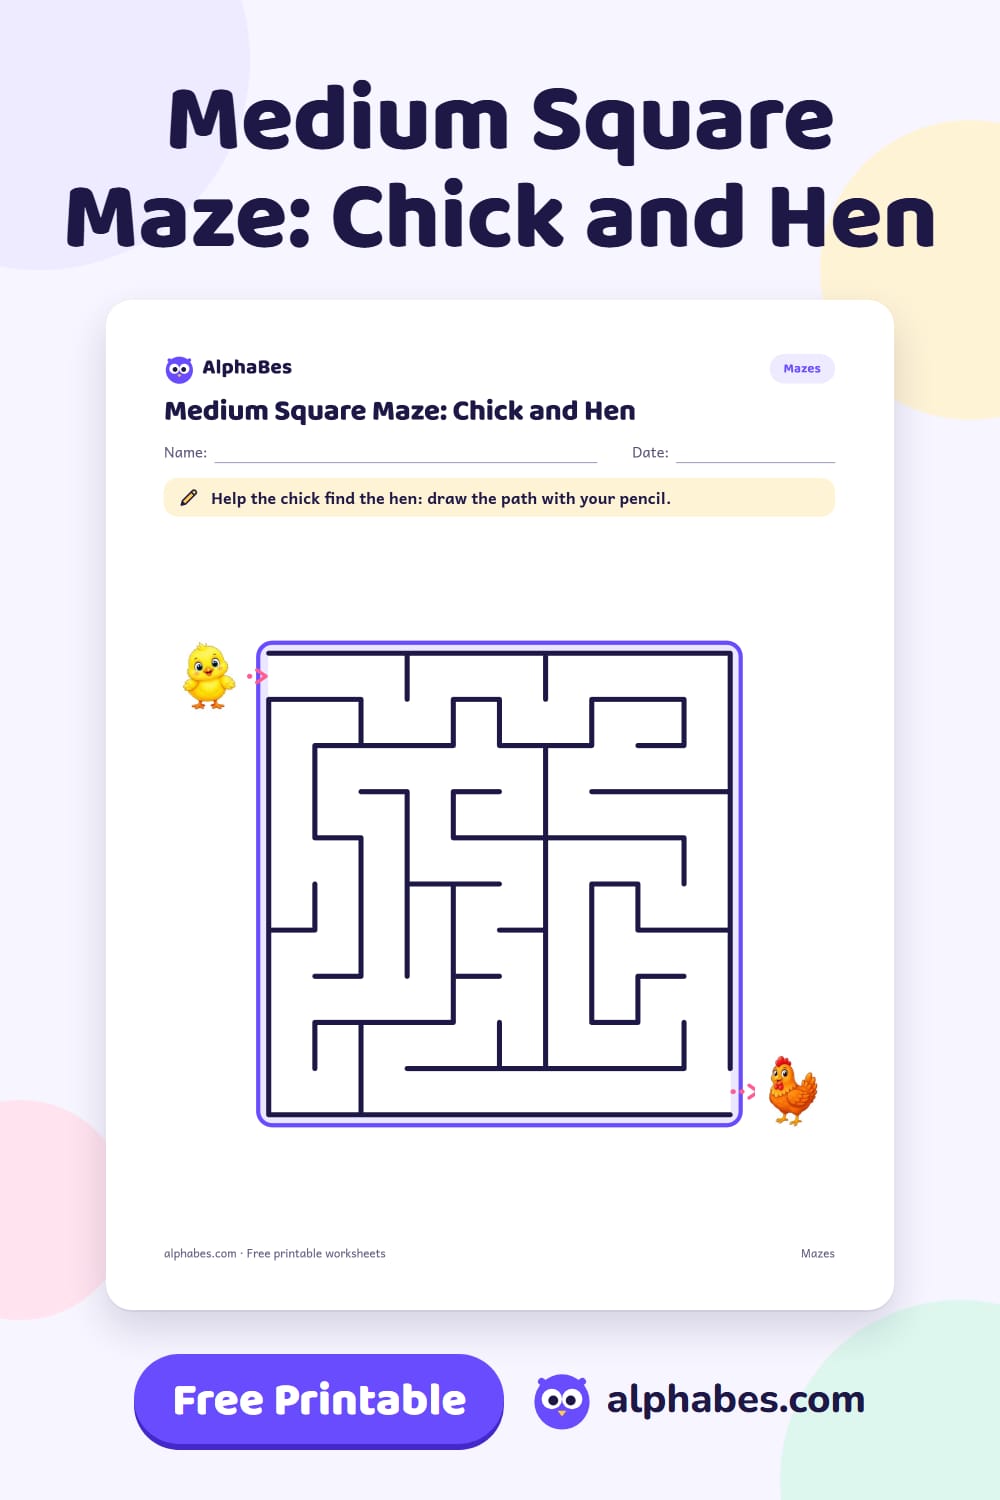 Medium Square
Maze: Chick and Hen
AlphaBes
Mazes
Medium Square Maze: Chick and Hen
Name:
Date:
Help the chick find the hen: draw the path with your pencil.
alphabes.com · Free printable worksheets
Mazes
Free Printable
alphabes.com